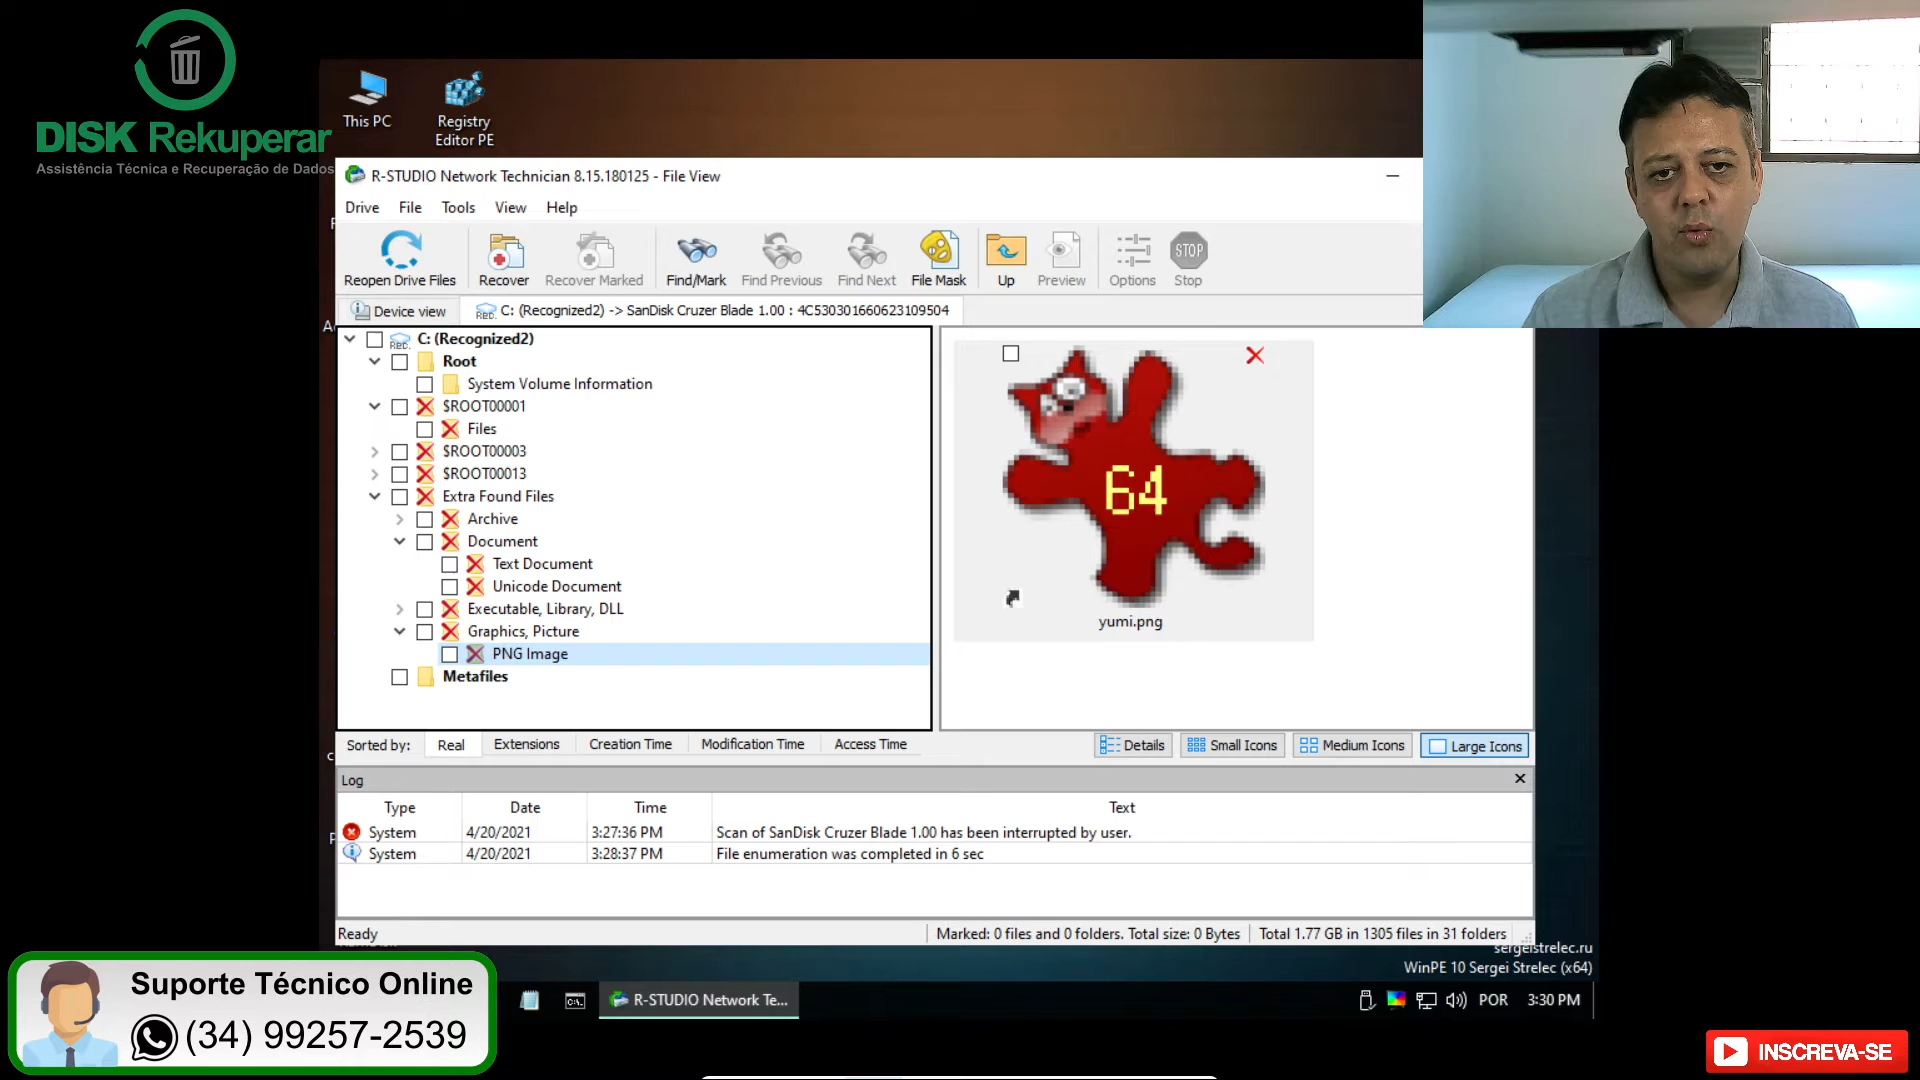 DISK Rekuperar
Assistência Técnica e Recuperação de Dados
This PC
Registry
Editor PE
R-STUDIO Network Technician 8.15.180125 - File View
Drive File Tools View Help
Reopen Drive Files Recover Recover Marked Find/Mark Find Previous Find Next File Mask Up Preview Options STOP Stop
Device view REC. C: (Recognized2) -> SanDisk Cruzer Blade 1.00 : 4C530301660623109504
REC. C: (Recognized2)
Root
System Volume Information
$ROOT00001
Files
$ROOT00003
$ROOT00013
Extra Found Files
Archive
Document
Text Document
Unicode Document
Executable, Library, DLL
Graphics, Picture
PNG Image
Metafiles
64
yumi.png
Sorted by: Real Extensions Creation Time Modification Time Access Time
Details Small Icons Medium Icons Large Icons
Log
Type Date Time Text
System 4/20/2021 3:27:36 PM Scan of SanDisk Cruzer Blade 1.00 has been interrupted by user.
System 4/20/2021 3:28:37 PM File enumeration was completed in 6 sec
Ready Marked: 0 files and 0 folders. Total size: 0 Bytes Total 1.77 GB in 1305 files in 31 folders
sergeistrelec.ru
WinPE 10 Sergei Strelec (x64)
R-STUDIO Network Te...
POR 3:30 PM
Suporte Técnico Online
(34) 99257-2539
INSCREVA-SE